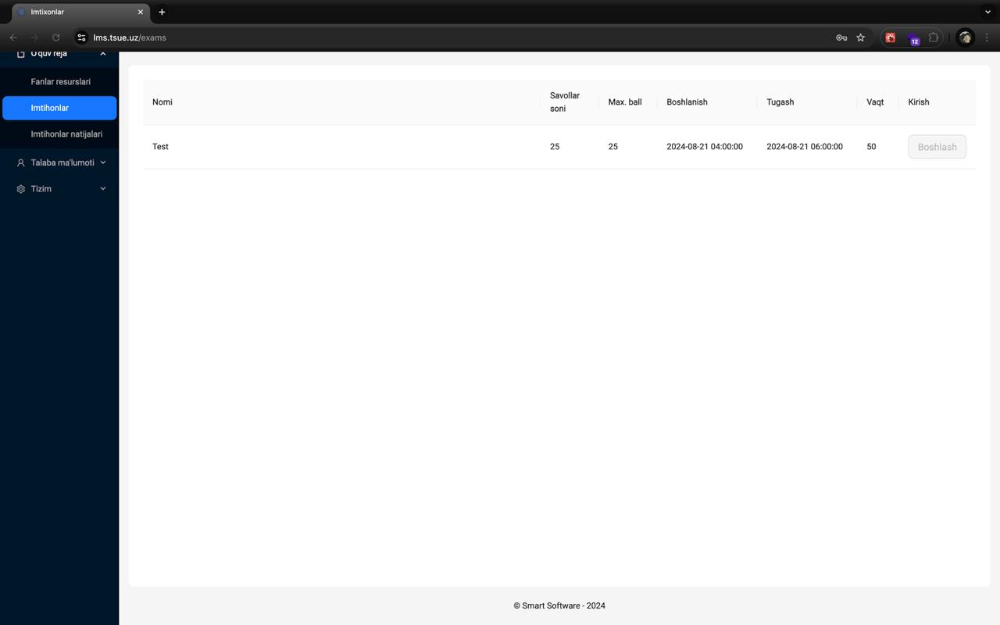 Imtixonlar
lms.tsue.uz/exams
12
O'quv reja
Fanlar resurslari
Imtihonlar
Imtihonlar natijalari
Talaba ma'lumoti
Tizim
Nomi
Savollar
soni
Max. ball
Boshlanish
Tugash
Vaqt
Kirish
Test
25
25
2024-08-21 04:00:00
2024-08-21 06:00:00
50
Boshlash
© Smart Software - 2024